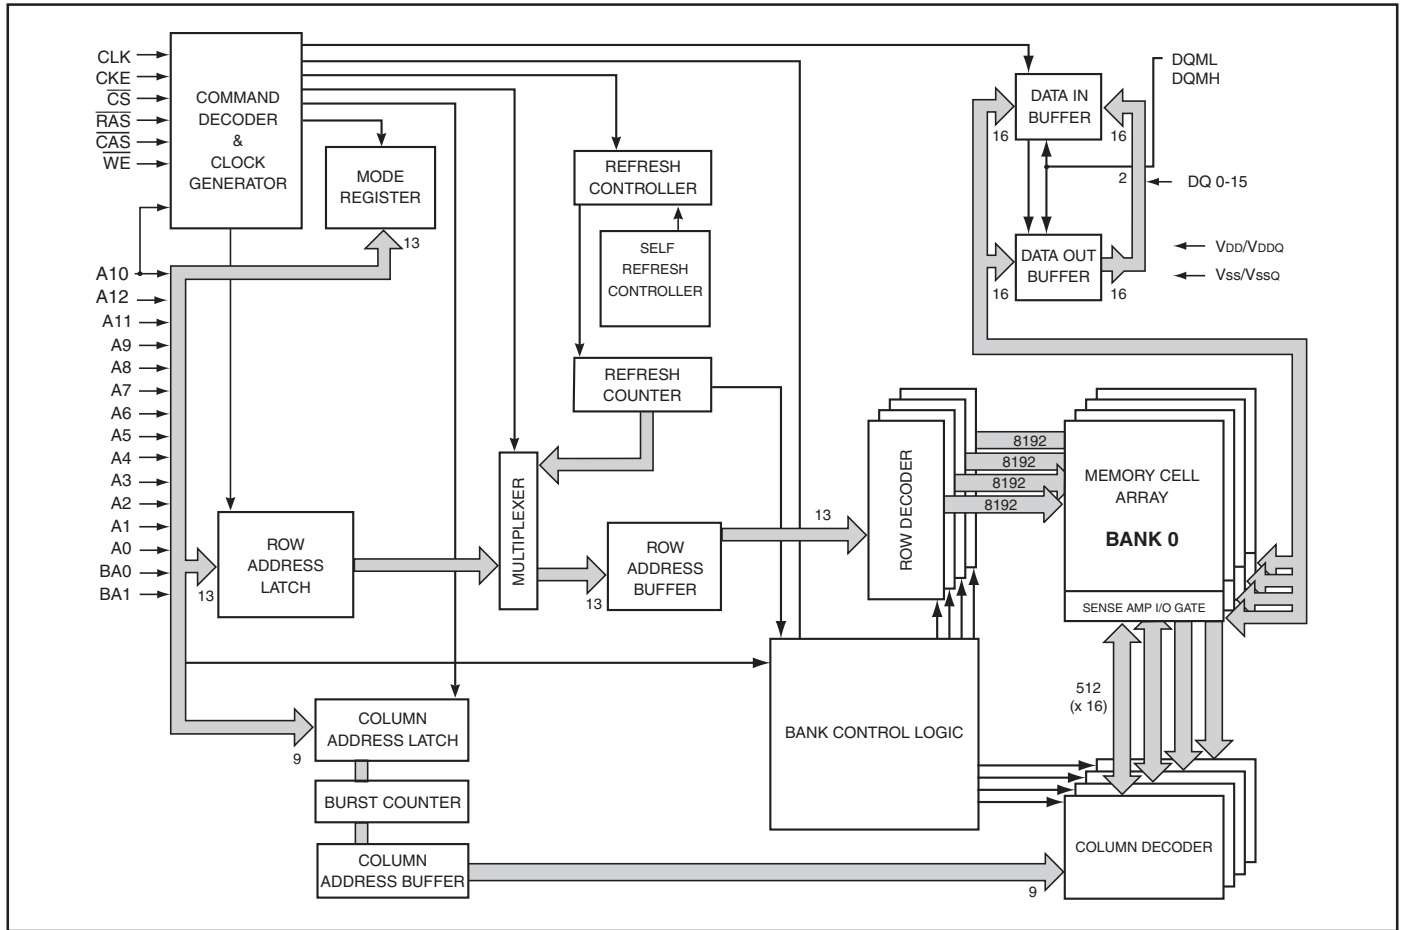 CLK
CKE
CS
RAS
CAS
WE
COMMAND
DECODER
&
CLOCK
GENERATOR
MODE
REGISTER
13
REFRESH
CONTROLLER
SELF
REFRESH
CONTROLLER
REFRESH
COUNTER
DATA IN
BUFFER
16
16
DQML
DQMH
2
DQ 0-15
DATA OUT
BUFFER
16
16
VDD/VDDQ
Vss/VssQ
A10
A12
A11
A9
A8
A7
A6
A5
A4
A3
A2
A1
A0
BA0
BA1
13
ROW
ADDRESS
LATCH
MULTIPLEXER
13
ROW
ADDRESS
BUFFER
13
ROW DECODER
8192
8192
8192
8192
MEMORY CELL
ARRAY
BANK 0
SENSE AMP I/O GATE
512
(x 16)
BANK CONTROL LOGIC
9
COLUMN
ADDRESS LATCH
BURST COUNTER
COLUMN
ADDRESS BUFFER
9
COLUMN DECODER